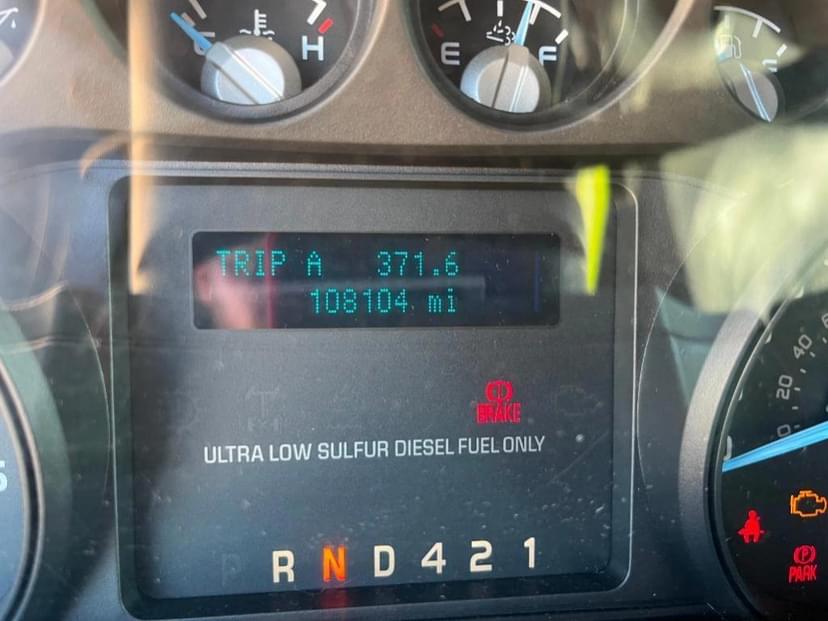 C H
E F
TRIP A 371.6
108104 mi
BRAKE
ULTRA LOW SULFUR DIESEL FUEL ONLY
R N D 4 2 1
20 40
P
PARK